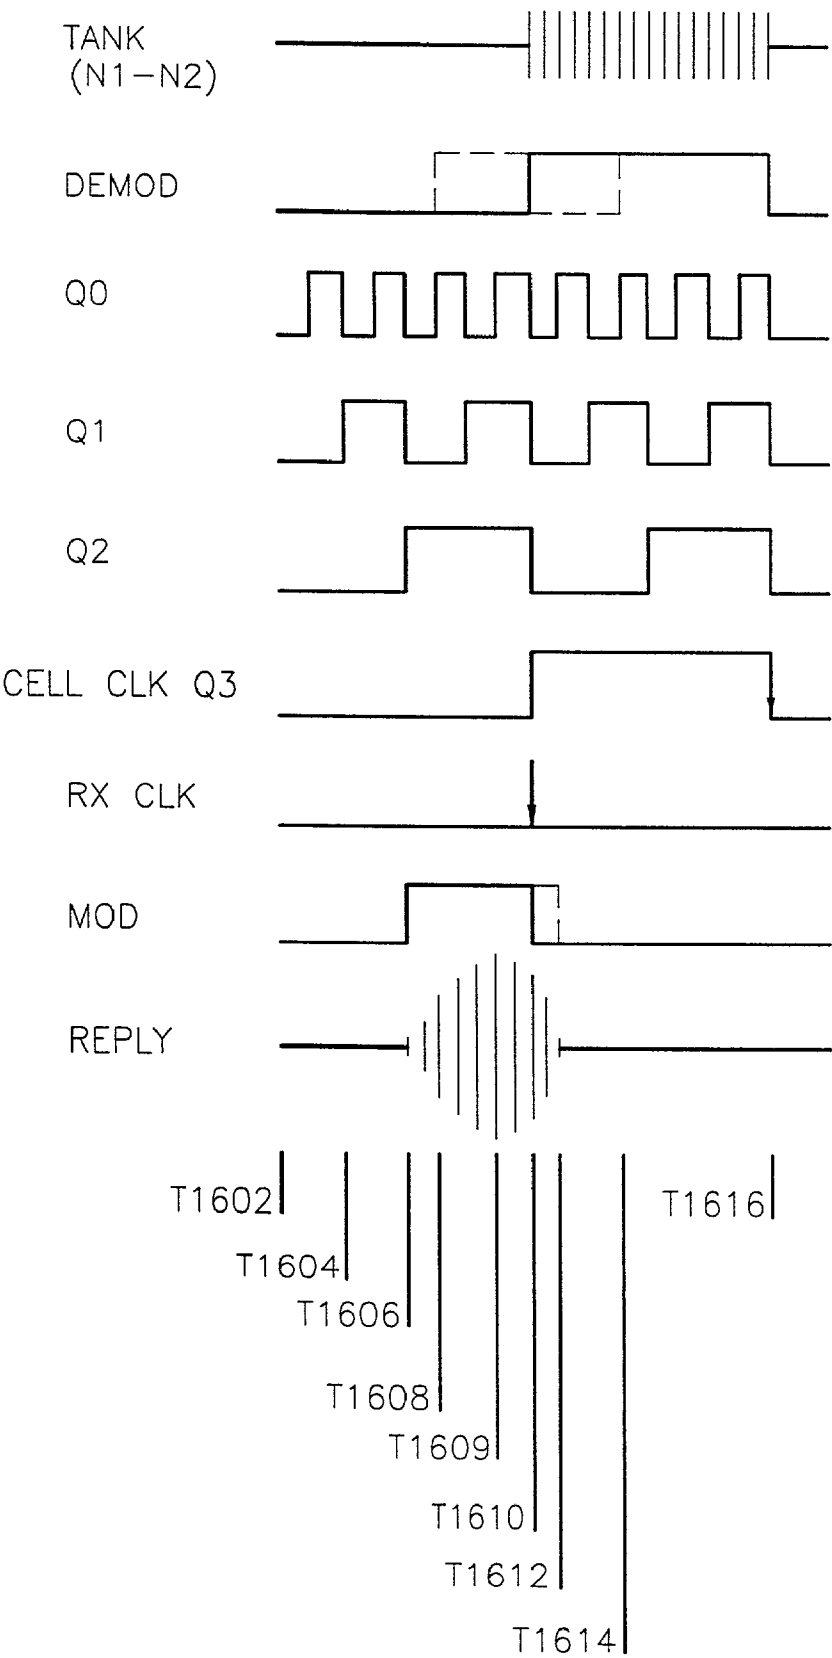 TANK
(N1-N2)
DEMOD
Q0
Q1
Q2
CELL CLK Q3
RX CLK
MOD
REPLY
T1602
T1616
T1604
T1606
T1608
T1609
T1610
T1612
T1614